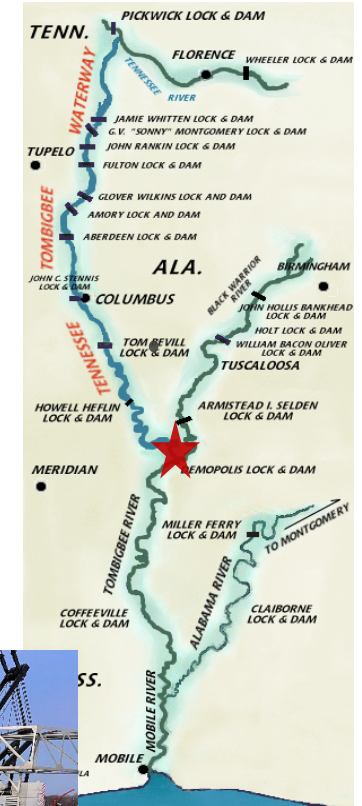 PICKWICK LOCK & DAM
TENN.
FLORENCE
WHEELER LOCK & DAM
TENNESSEE
RIVER
WATERWAY
JAMIE WHITTEN LOCK & DAM
G.V. "SONNY" MONTGOMERY LOCK & DAM
JOHN RANKIN LOCK & DAM
TUPELO
FULTON LOCK & DAM
GLOVER WILKINS LOCK AND DAM
AMORY LOCK AND DAM
TOMBIGBEE
ABERDEEN LOCK & DAM
ALA.
BLACK WARRIOR
RIVER
BIRMINGHAM
JOHN C. STENNIS
LOCK & DAM
COLUMBUS
JOHN HOLLIS BANKHEAD
LOCK & DAM
HOLT LOCK & DAM
WILLIAM BACON OLIVER
LOCK & DAM
TENNESSEE
TOM BEVILL
LOCK & DAM
TUSCALOOSA
HOWELL HEFLIN
LOCK & DAM
ARMISTEAD I. SELDEN
LOCK & DAM
MERIDIAN
DEMOPOLIS LOCK & DAM
TOMBIGBEE RIVER
MILLER FERRY
LOCK & DAM
TO MONTGOMERY
ALABAMA RIVER
COFFEEVILLE
LOCK & DAM
CLAIBORNE
LOCK & DAM
SS.
MOBILE RIVER
MOBILE